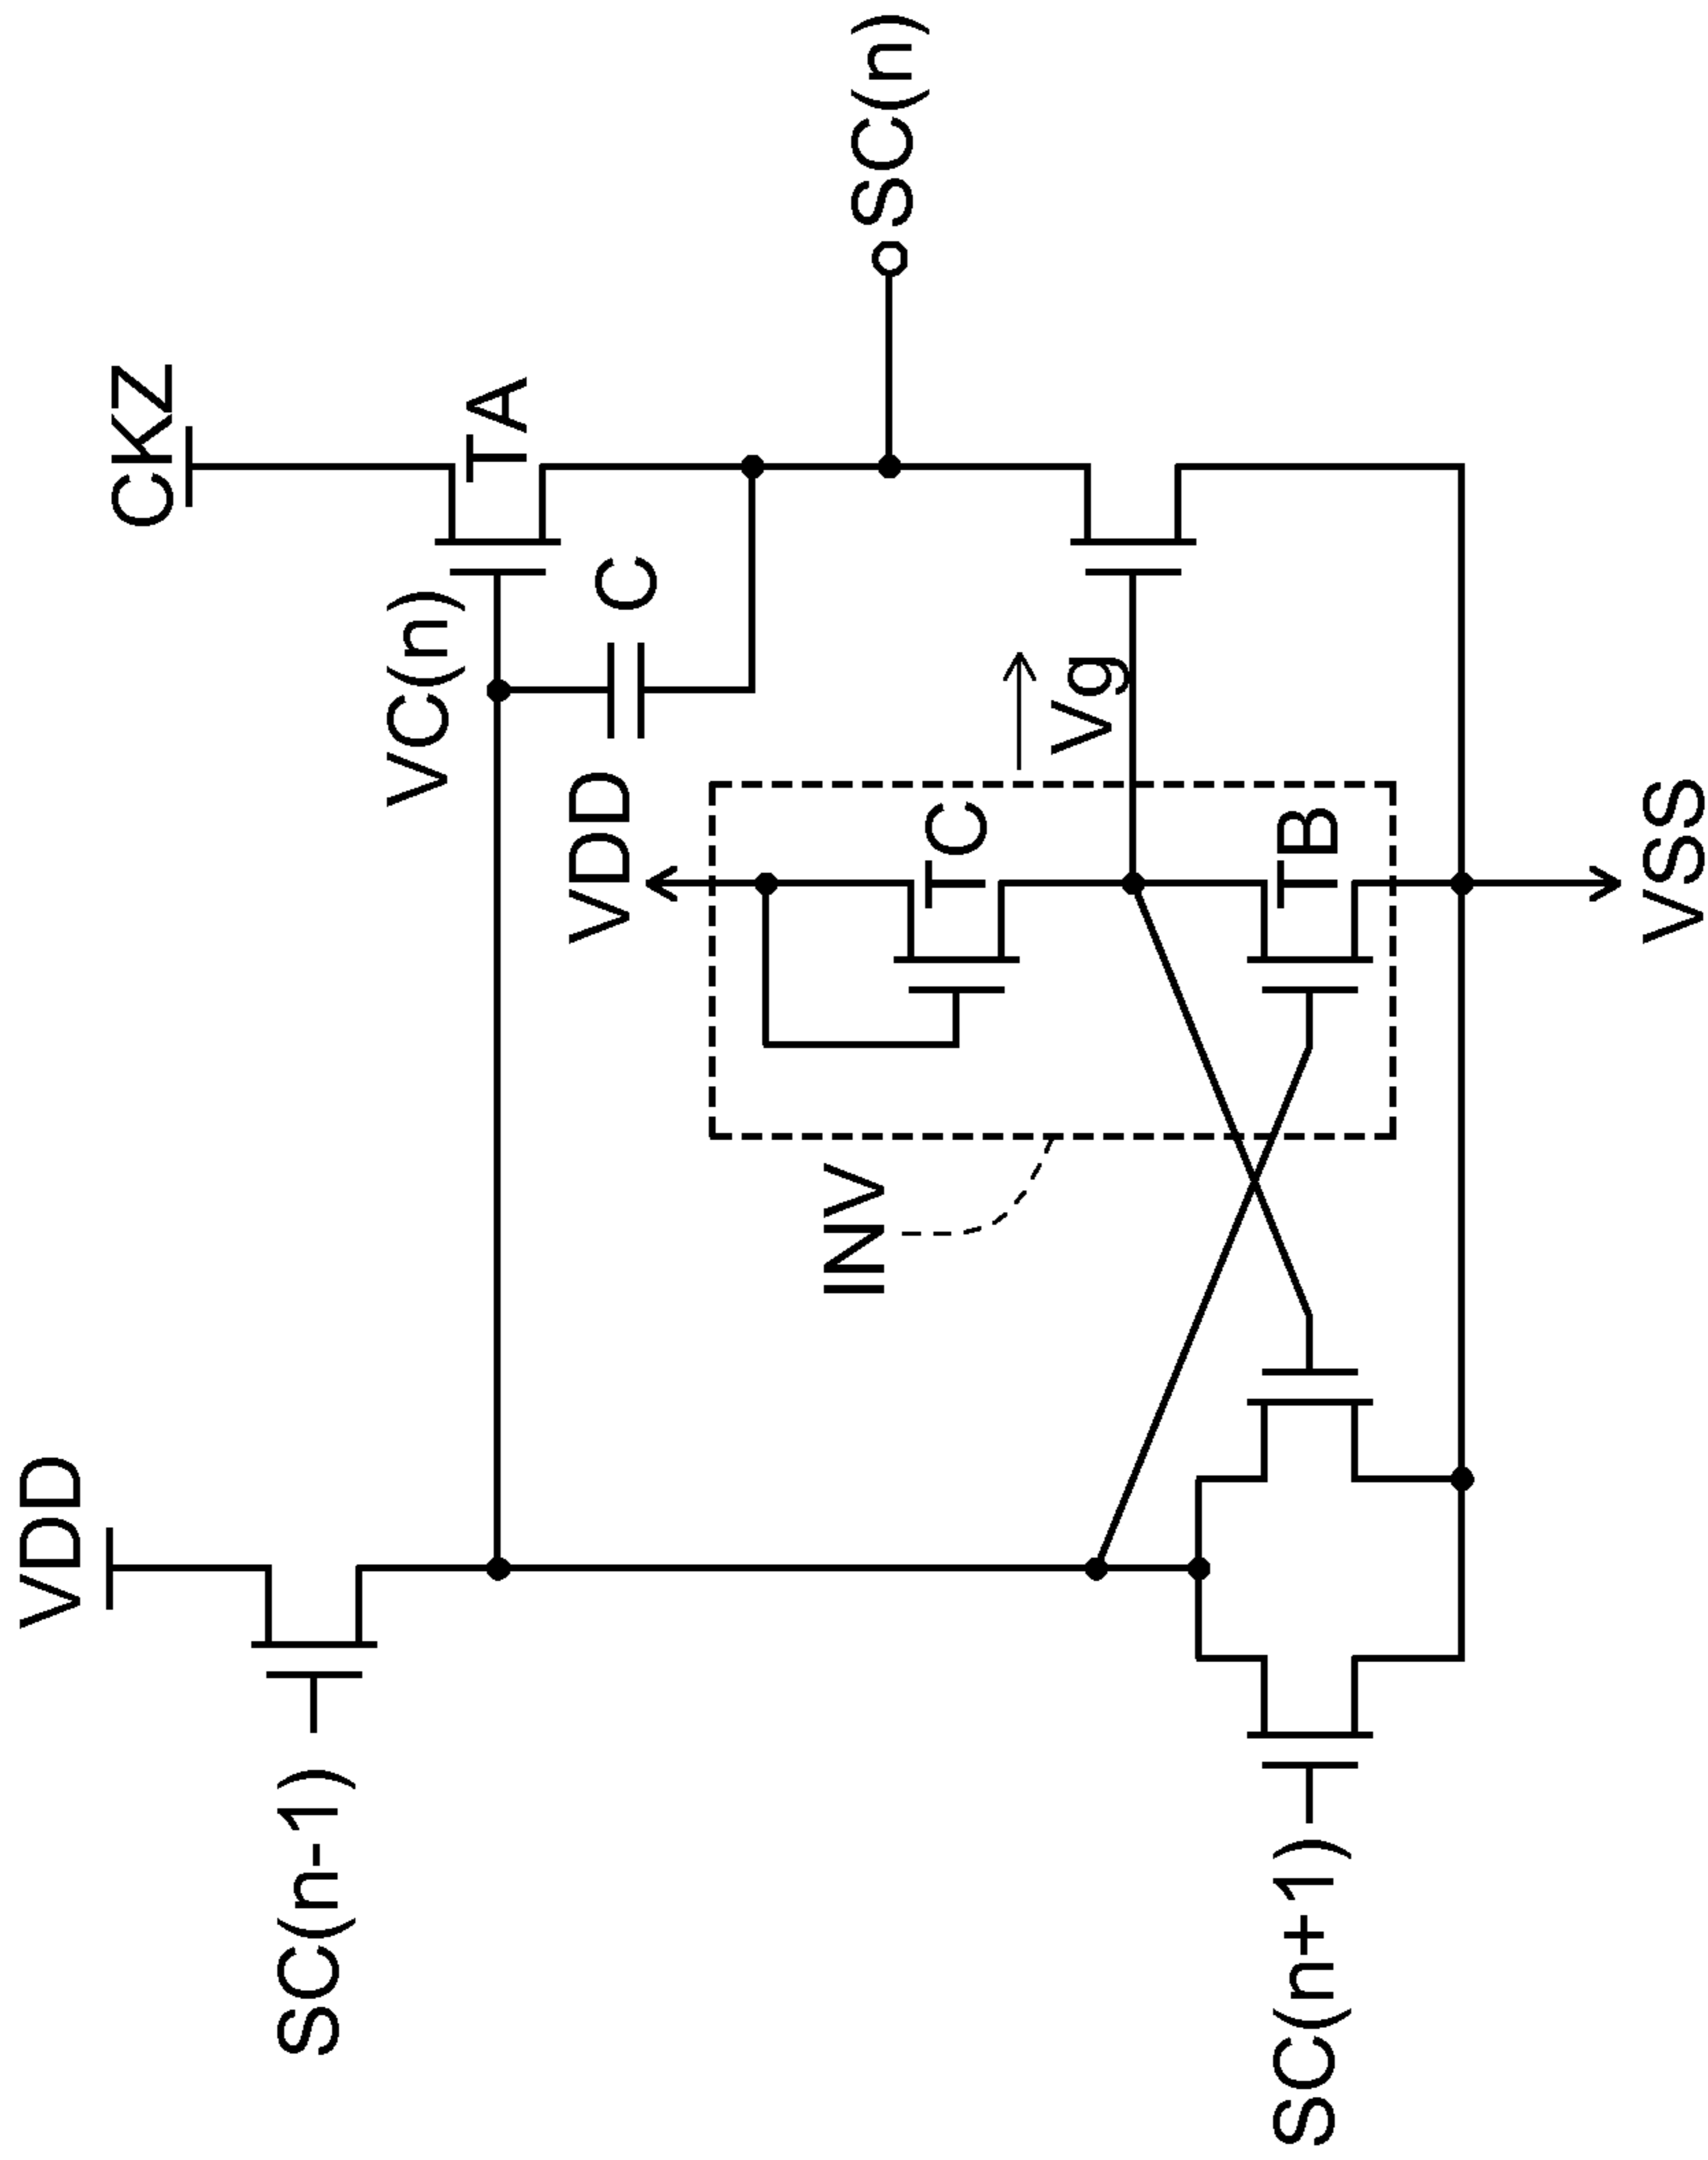 VDD
SC(n-1)
CKZ
VC(n)
TA
C
SC(n)
VDD
INV
TC
Vg
TB
SC(n+1)
VSS